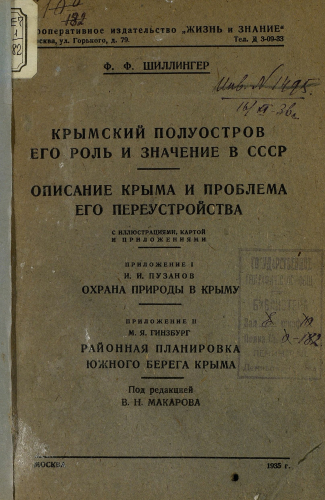 Кооперативное издательство „ЖИЗНЬ и ЗНАНИЕ“
Москва, ул. Горького, д. 79. Тел. Д 3-09-33
Ф. Ф. ШИЛЛИНГЕР
КРЫМСКИЙ ПОЛУОСТРОВ
ЕГО РОЛЬ И ЗНАЧЕНИЕ В СССР
ОПИСАНИЕ КРЫМА И ПРОБЛЕМА
ЕГО ПЕРЕУСТРОЙСТВА
С ИЛЛЮСТРАЦИЯМИ, КАРТОЙ
И ПРИЛОЖЕНИЯМИ
ПРИЛОЖЕНИЕ I
И. И. ПУЗАНОВ
ОХРАНА ПРИРОДЫ В КРЫМУ
ПРИЛОЖЕНИЕ II
М. Я. ГИНЗБУРГ
РАЙОННАЯ ПЛАНИРОВКА
ЮЖНОГО БЕРЕГА КРЫМА
Под редакцией
В. Н. МАКАРОВА
МОСКВА 1935 г.